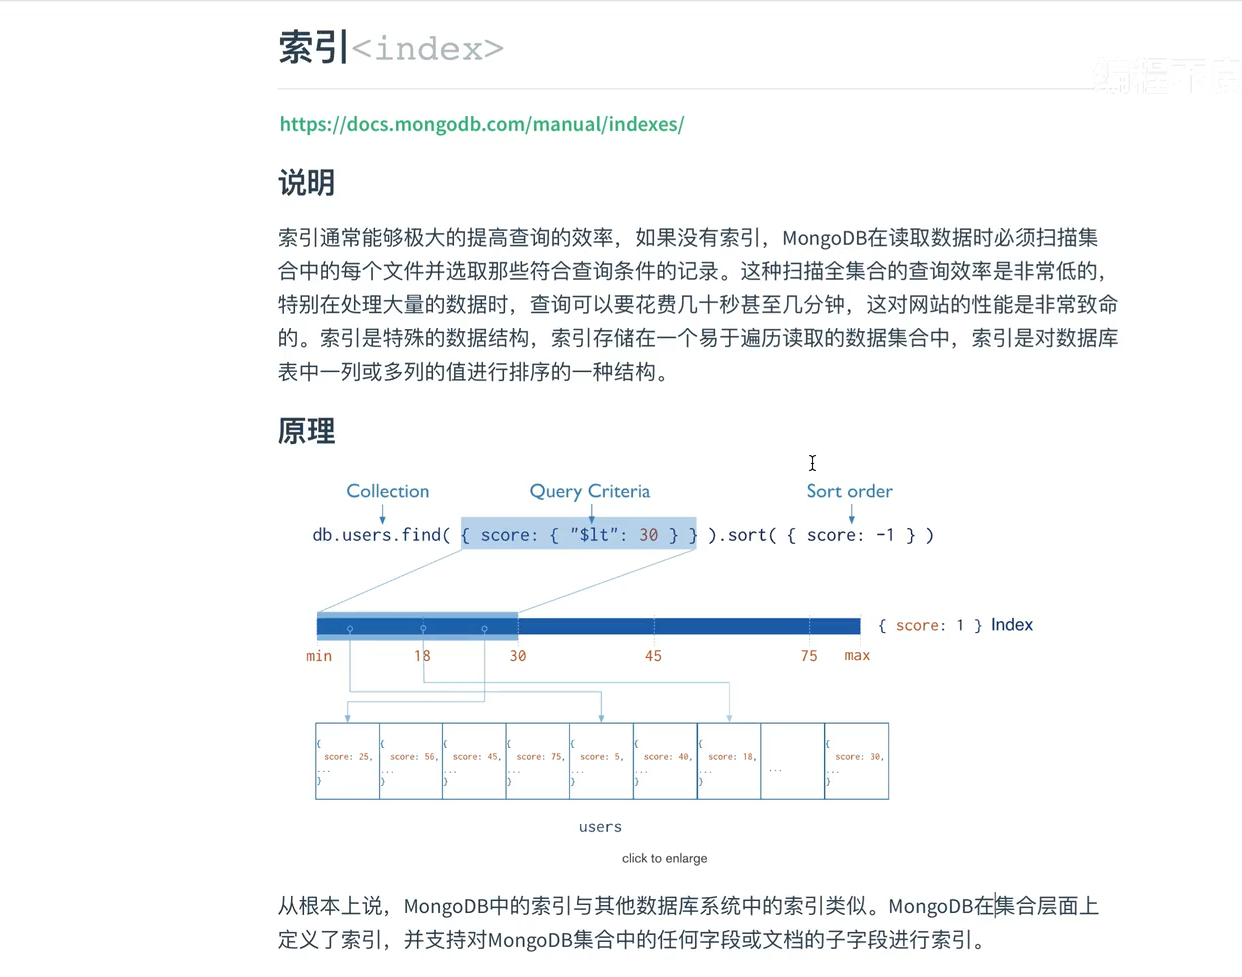 索引<index>
编程不良
https://docs.mongodb.com/manual/indexes/
说明
索引通常能够极大的提高查询的效率，如果没有索引，MongoDB在读取数据时必须扫描集
合中的每个文件并选取那些符合查询条件的记录。这种扫描全集合的查询效率是非常低的，
特别在处理大量的数据时，查询可以要花费几十秒甚至几分钟，这对网站的性能是非常致命
的。索引是特殊的数据结构，索引存储在一个易于遍历读取的数据集合中，索引是对数据库
表中一列或多列的值进行排序的一种结构。
原理
Collection Query Criteria Sort order
db.users.find( { score: { "$lt": 30 } } ).sort( { score: -1 } )
{ score: 1 } Index
min 18 30 45 75 max
{ { { { { { { {
score: 25, score: 56, score: 45, score: 75, score: 5, score: 40, score: 18, score: 30,
... ... ... ... ... ... ... ... ...
} } } } } } } }
users
click to enlarge
从根本上说，MongoDB中的索引与其他数据库系统中的索引类似。MongoDB在集合层面上
定义了索引，并支持对MongoDB集合中的任何字段或文档的子字段进行索引。